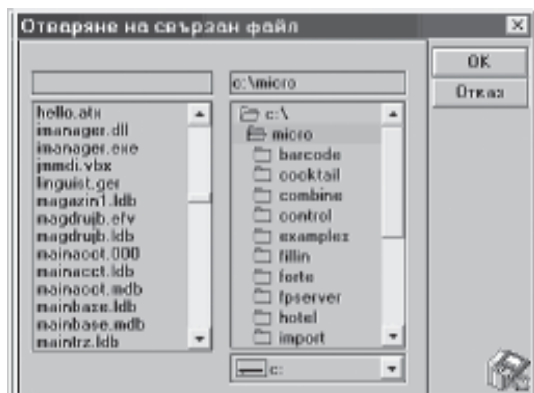 Отваряне на свързан файл
OK
Отказ
c:\micro
hello.atx
imanager.dll
imanager.exe
jmmdi.vbx
linguist.ger
magazin1.ldb
magdrujb.efv
magdrujb.ldb
mainacct.000
mainacct.ldb
mainacct.mdb
mainbase.ldb
mainbase.mdb
maintrz.ldb
c:\
micro
barcode
cocktail
combine
control
examples
fillin
forte
fpserver
hotel
import
c: